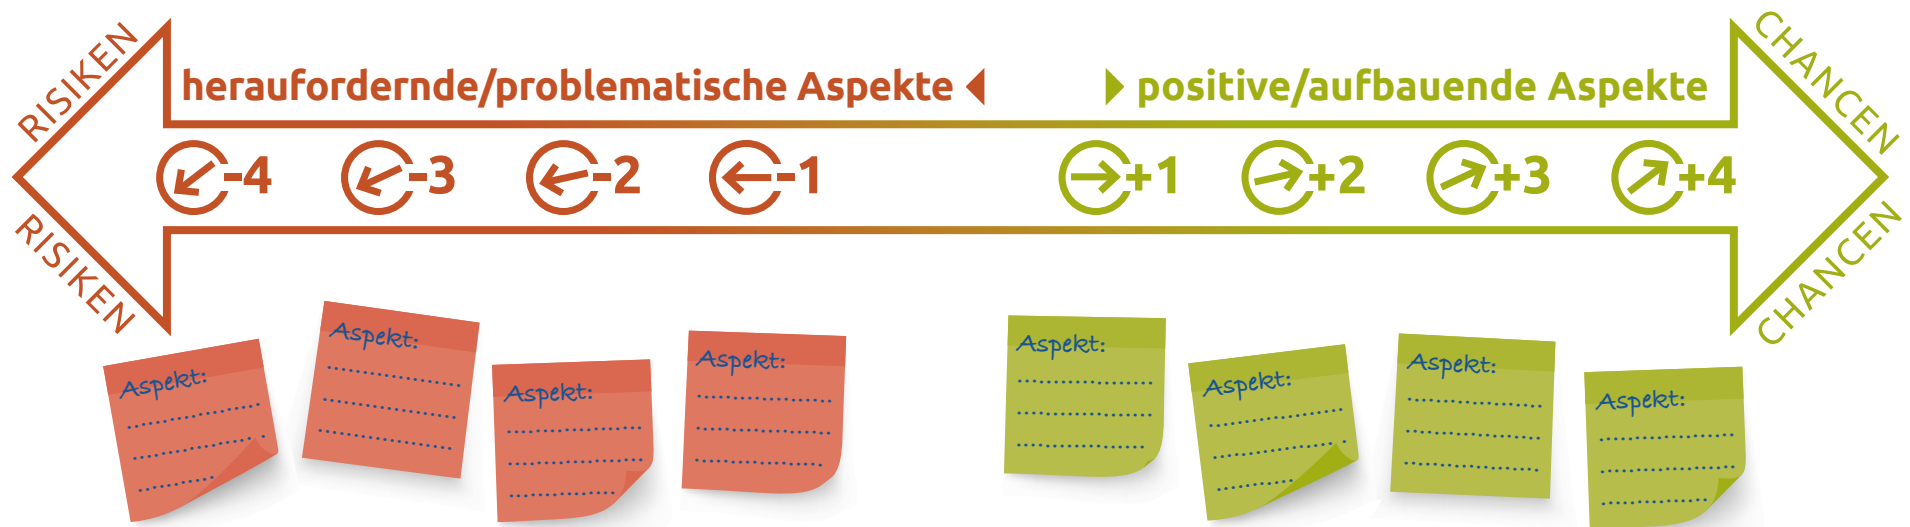 RISIKEN
heraufordernde/problematische Aspekte
positive/aufbauende Aspekte
CHANCEN
-4 -3 -2 -1 +1 +2 +3 +4
RISIKEN
CHANCEN
Aspekt:
Aspekt:
Aspekt:
Aspekt:
Aspekt:
Aspekt:
Aspekt:
Aspekt: